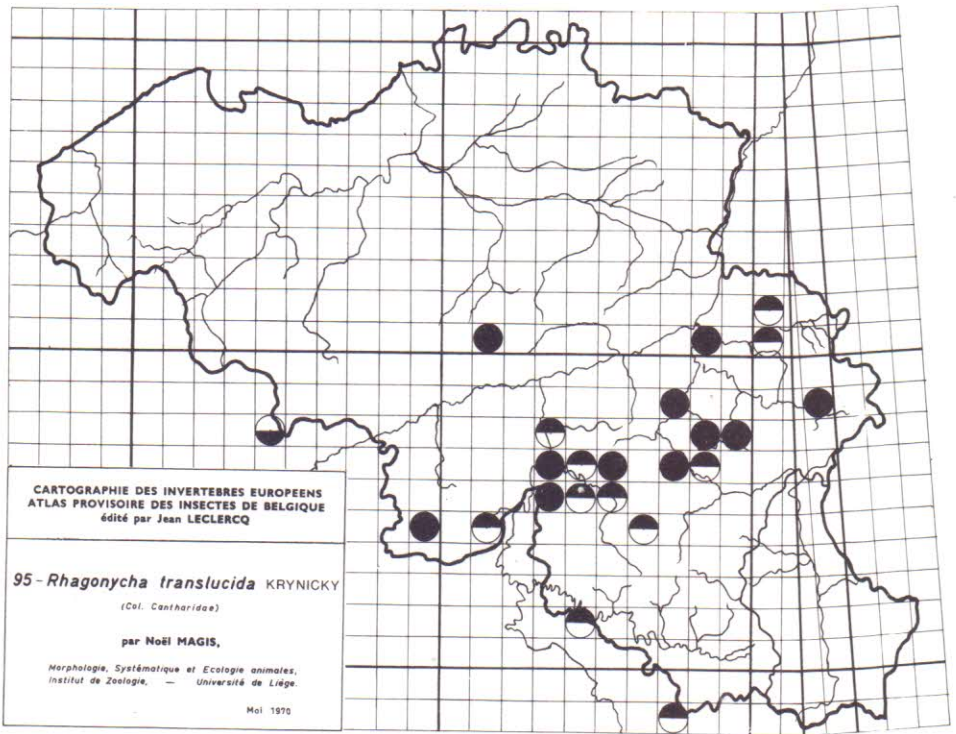 CARTOGRAPHIE DES INVERTEBRES EUROPEENS
ATLAS PROVISOIRE DES INSECTES DE BELGIQUE
édité par Jean LECLERCQ
95 - Rhagonycha translucida KRYNICKY
(Col. Cantharidae)
par Noël MAGIS,
Morphologie, Systématique et Ecologie animales,
Institut de Zoologie, — Université de Liége.
Mai 1970